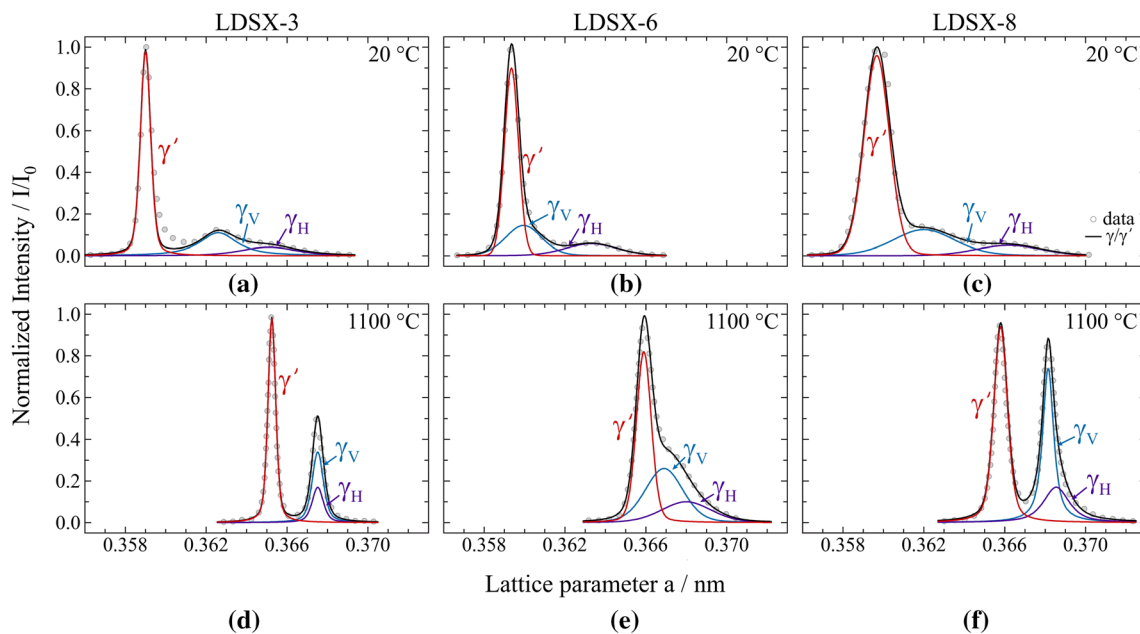 LDSX-3 LDSX-6 LDSX-8
Normalized Intensity / I/I₀
1.0 0.8 0.6 0.4 0.2 0.0
20 °C 20 °C 20 °C
γ′ γV γH
γ′ γV γH
γ′ γV γH
data
γ/γ′
(a) (b) (c)
1.0 0.8 0.6 0.4 0.2 0.0
1100 °C 1100 °C 1100 °C
γ′ γV γH
γ′ γV γH
γ′ γV γH
0.358 0.362 0.366 0.370 0.358 0.362 0.366 0.370 0.358 0.362 0.366 0.370
Lattice parameter a / nm
(d) (e) (f)